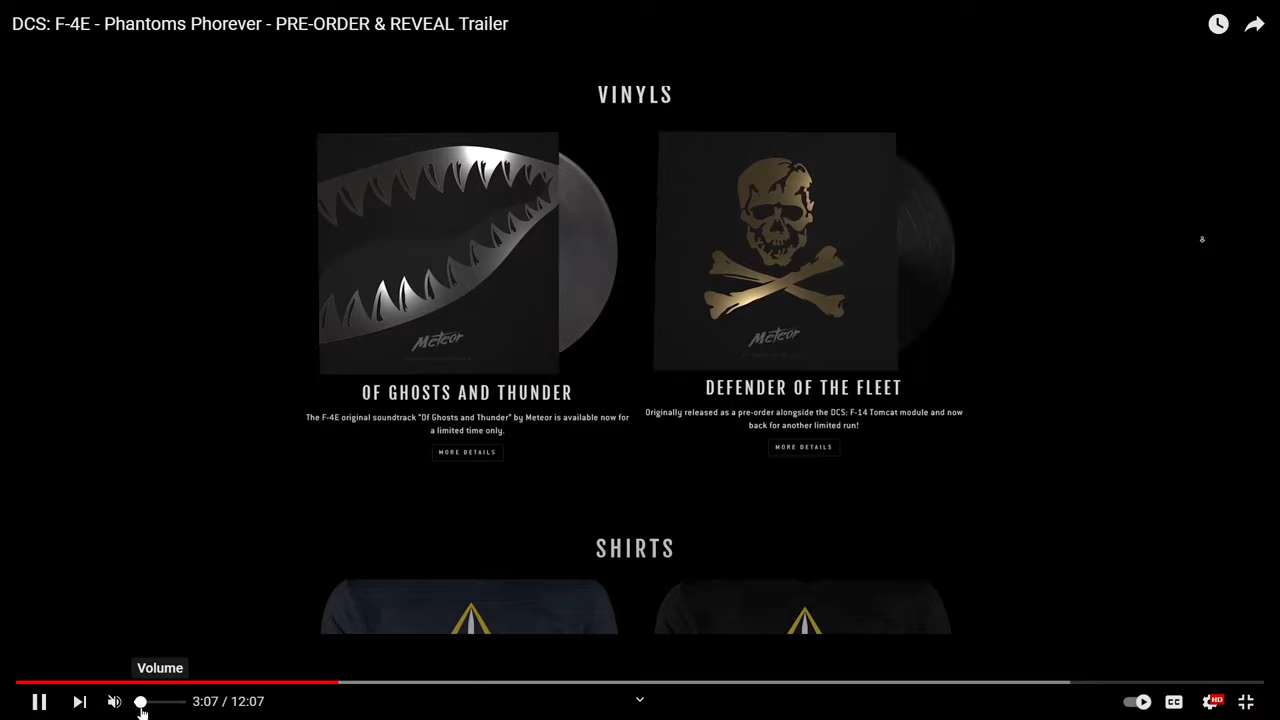 DCS: F-4E - Phantoms Phorever - PRE-ORDER & REVEAL Trailer
VINYLS
Meteor
Meteor
OF GHOSTS AND THUNDER
DEFENDER OF THE FLEET
The F-4E original soundtrack "Of Ghosts and Thunder" by Meteor is available now for
a limited time only.
Originally released as a pre-order alongside the DCS: F-14 Tomcat module and now
back for another limited run!
MORE DETAILS
MORE DETAILS
SHIRTS
Volume
3:07 / 12:07
CC
HD